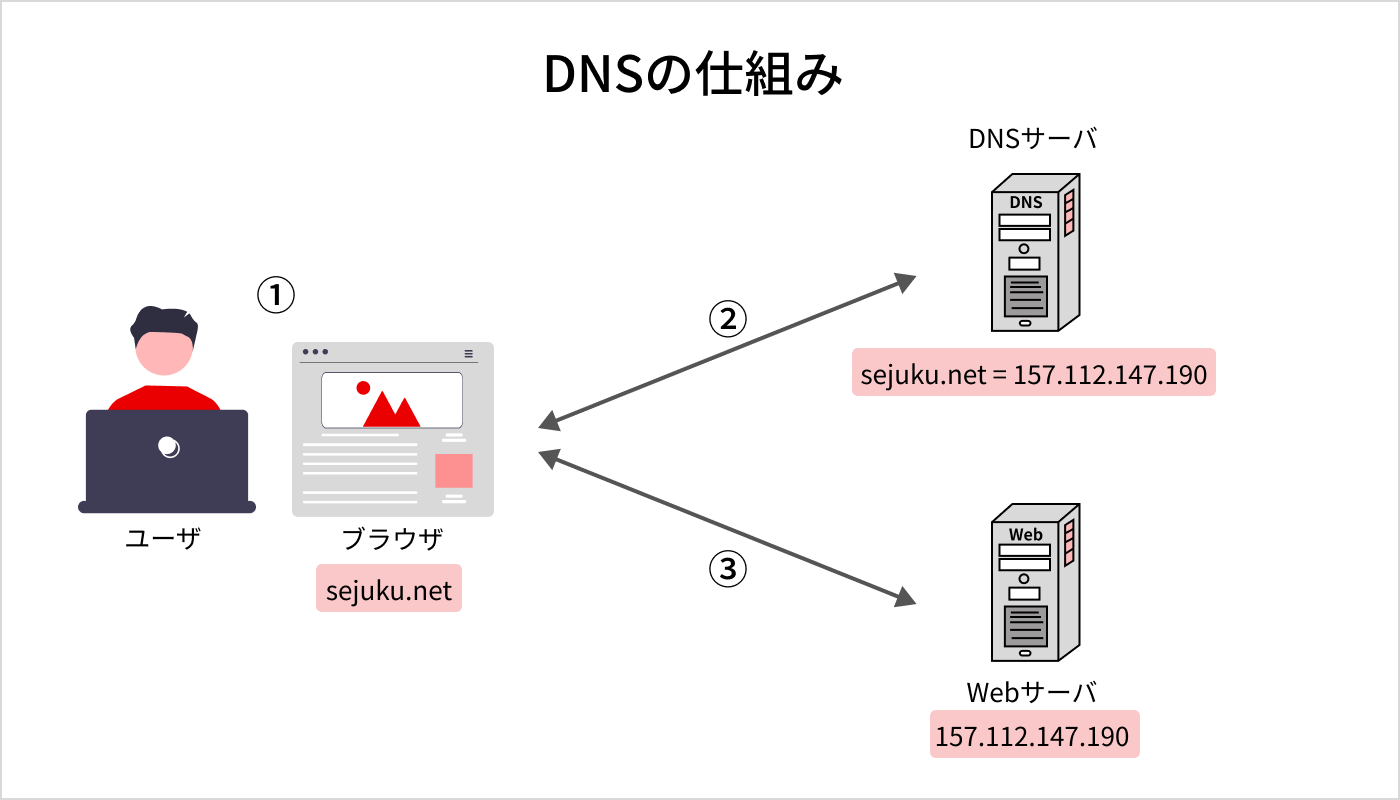 DNSの仕組み
DNSサーバ
DNS
①
②
sejuku.net = 157.112.147.190
ユーザ
ブラウザ
sejuku.net
③
Web
Webサーバ
157.112.147.190